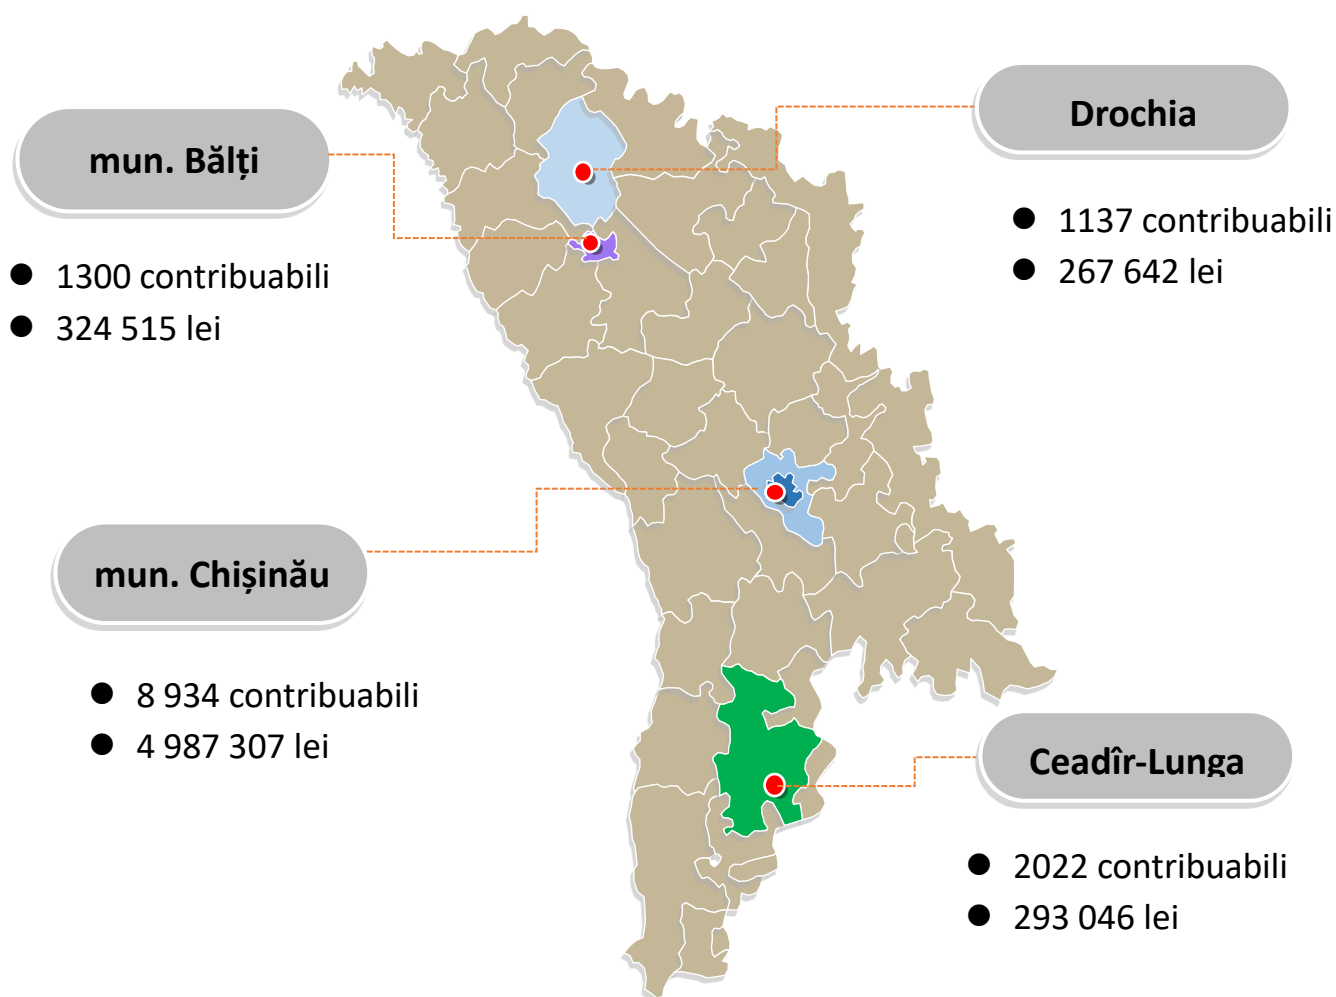 mun. Bălți
● 1300 contribuabili
● 324 515 lei
Drochia
● 1137 contribuabili
● 267 642 lei
mun. Chișinău
● 8 934 contribuabili
● 4 987 307 lei
Ceadîr-Lunga
● 2022 contribuabili
● 293 046 lei